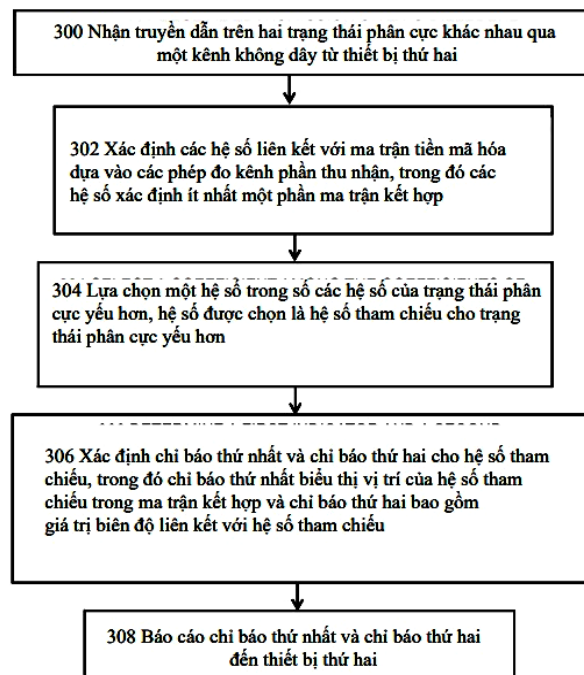 300 Nhận truyền dẫn trên hai trạng thái phân cực khác nhau qua
một kênh không dây từ thiết bị thứ hai
302 Xác định các hệ số liên kết với ma trận tiền mã hóa
dựa vào các phép đo kênh phần thu nhận, trong đó các
hệ số xác định ít nhất một phần ma trận kết hợp
304 Lựa chọn một hệ số trong số các hệ số của trạng thái phân
cực yếu hơn, hệ số được chọn là hệ số tham chiếu cho trạng
thái phân cực yếu hơn
306 Xác định chỉ báo thứ nhất và chỉ báo thứ hai cho hệ số tham
chiếu, trong đó chỉ báo thứ nhất biểu thị vị trí của hệ số tham
chiếu trong ma trận kết hợp và chỉ báo thứ hai bao gồm
giá trị biên độ liên kết với hệ số tham chiếu
308 Báo cáo chỉ báo thứ nhất và chỉ báo thứ hai
đến thiết bị thứ hai